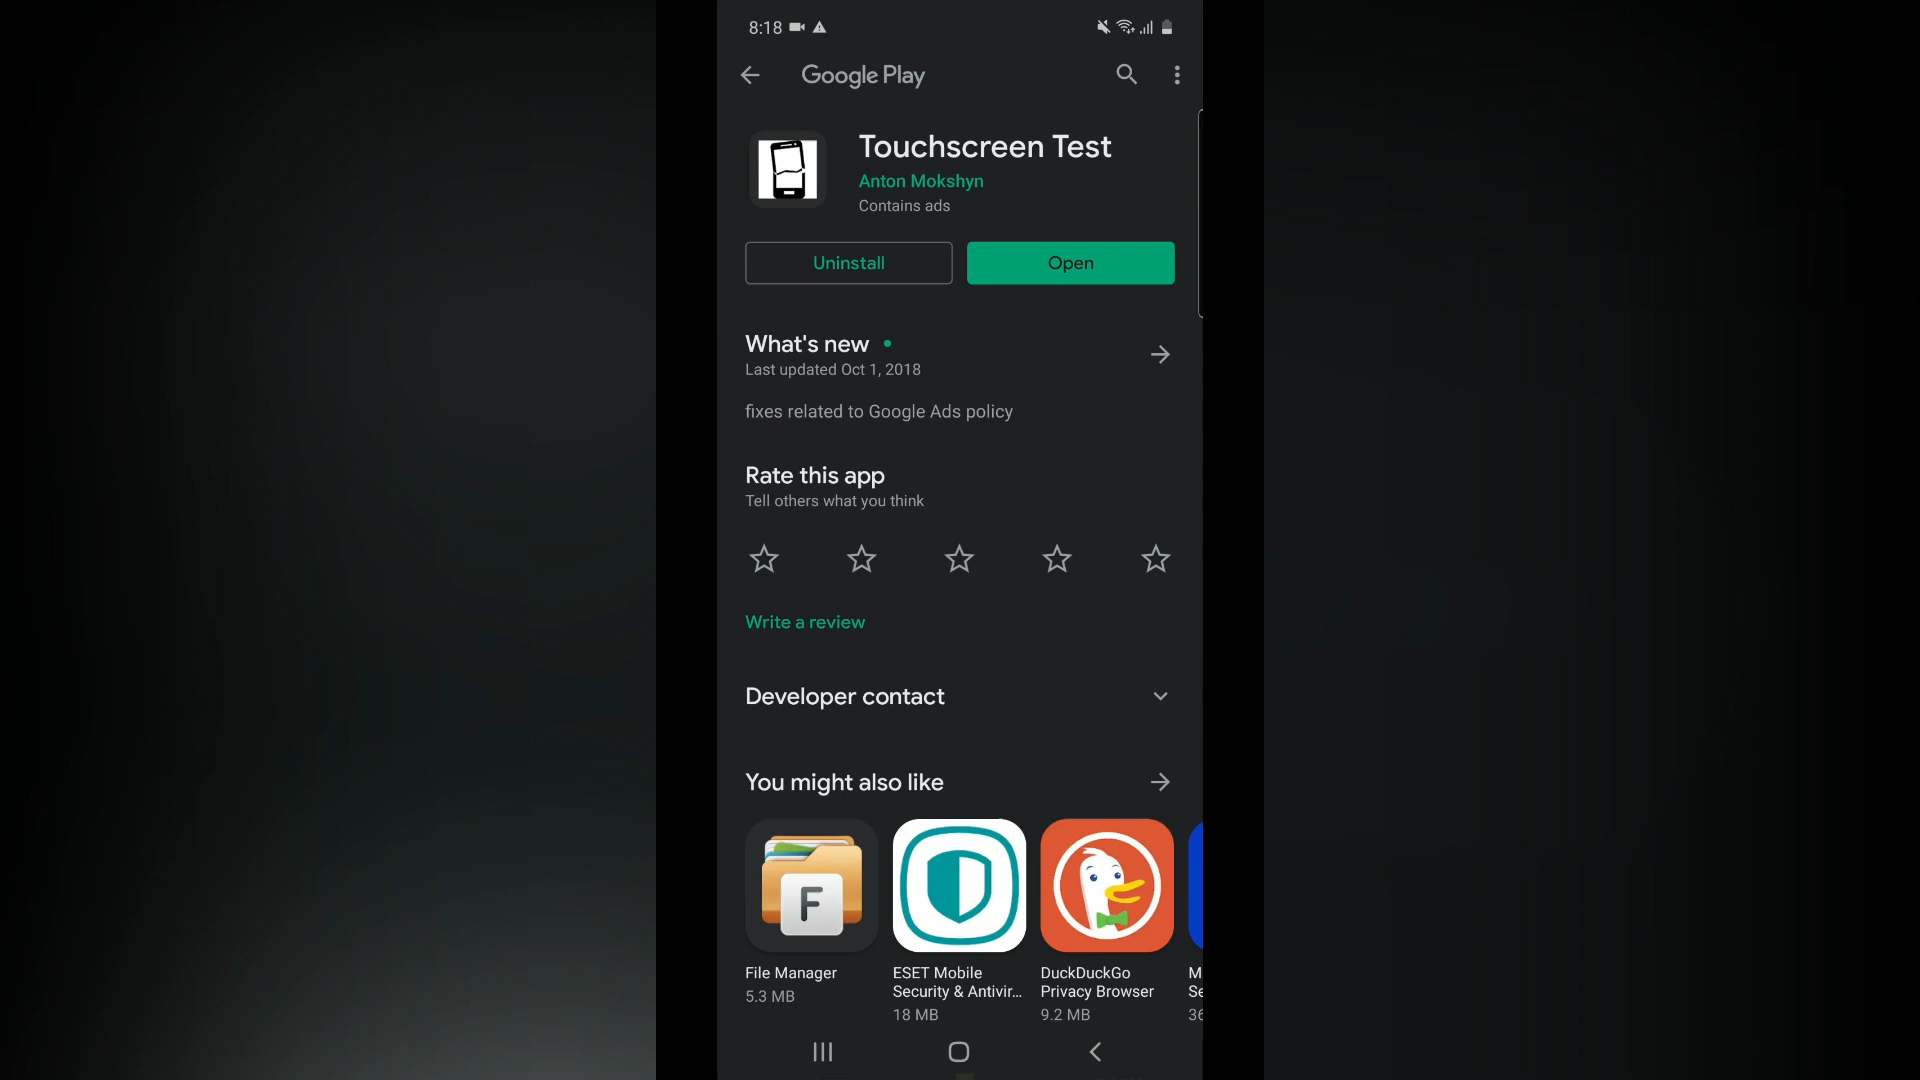 8:18
Google Play
Touchscreen Test
Anton Mokshyn
Contains ads
Uninstall
Open
What's new
Last updated Oct 1, 2018
fixes related to Google Ads policy
Rate this app
Tell others what you think
Write a review
Developer contact
You might also like
F
File Manager
5.3 MB
ESET Mobile
Security & Antivir...
18 MB
DuckDuckGo
Privacy Browser
9.2 MB
M
Se
36